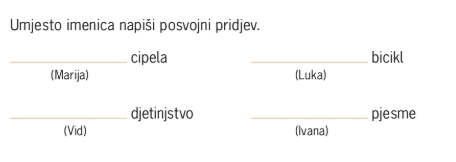 Umjesto imenica napiši posvojni pridjev.
cipela bicikl
(Marija) (Luka)
djetinjstvo pjesme
(Vid) (Ivana)